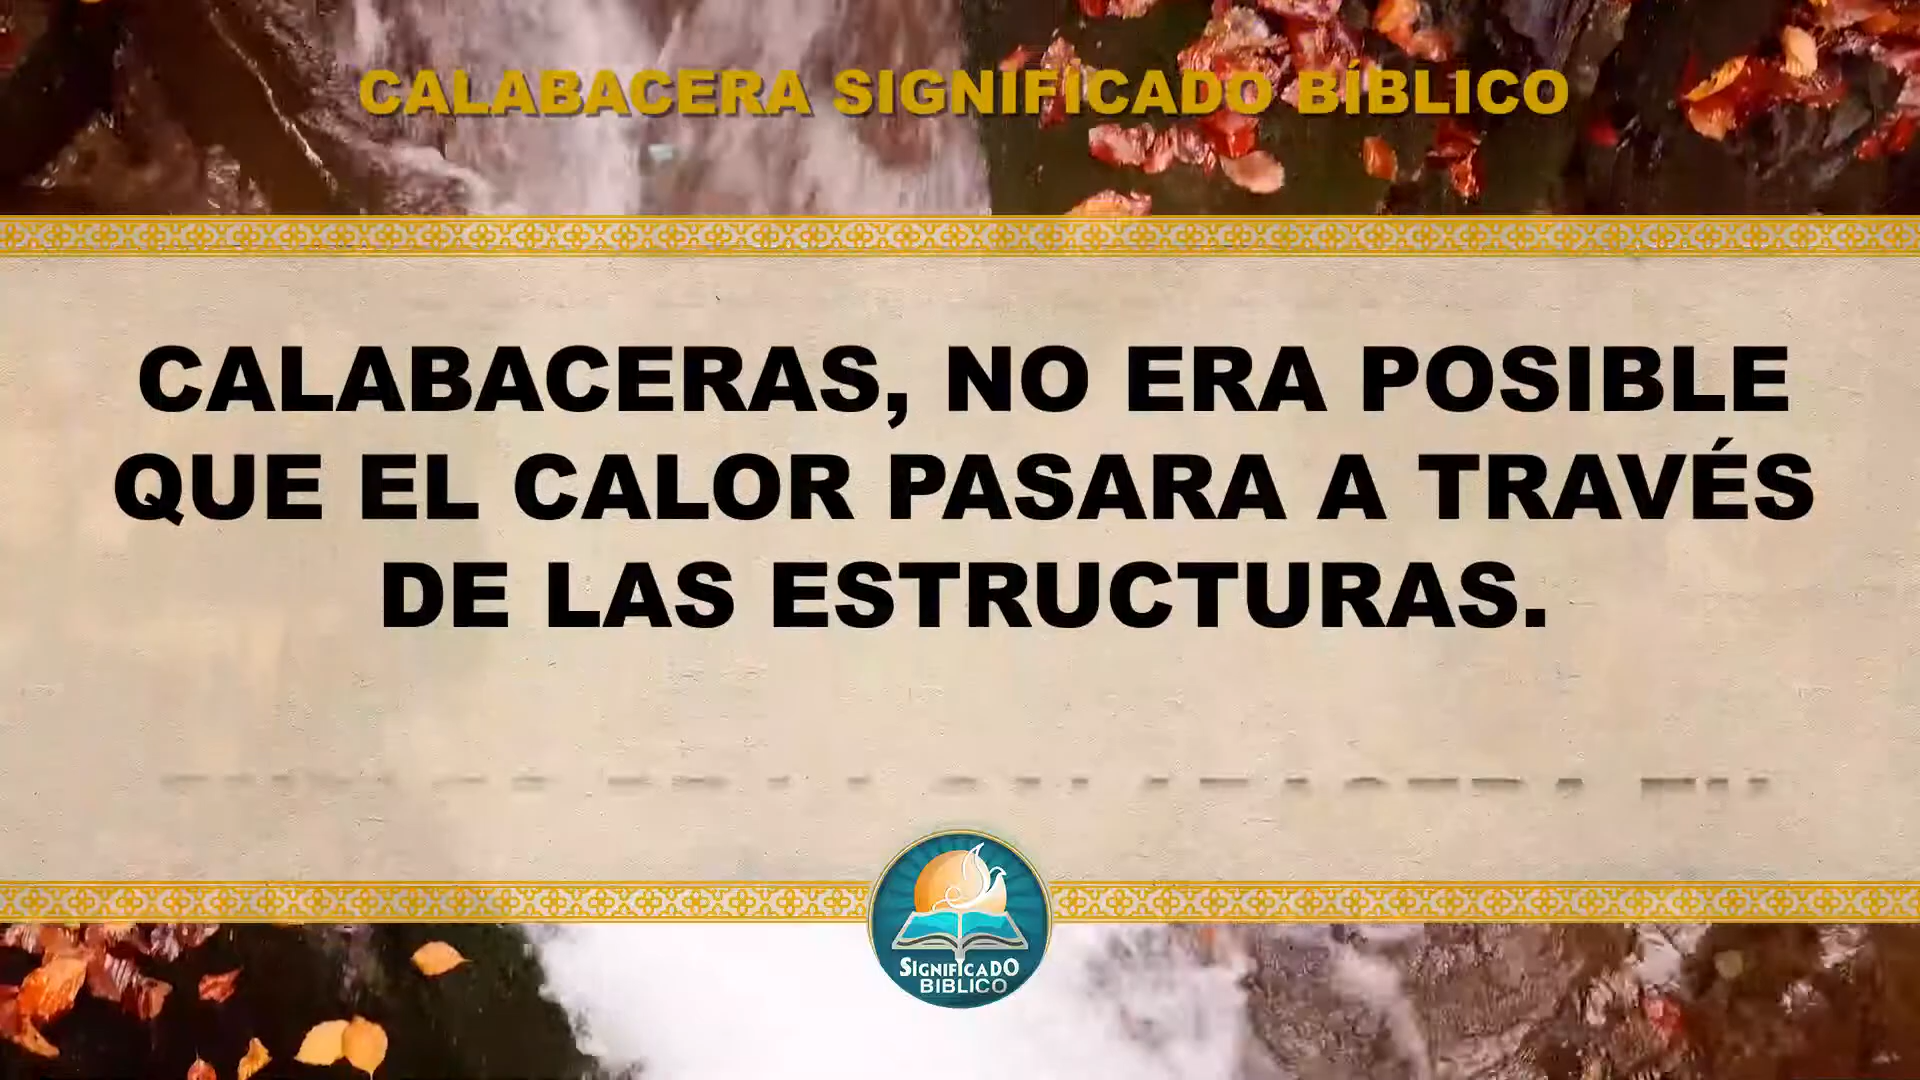 CALABACERA SIGNIFICADO BÍBLICO
CALABACERAS, NO ERA POSIBLE
QUE EL CALOR PASARA A TRAVÉS
DE LAS ESTRUCTURAS.
SIGNIFICADO
BIBLICO